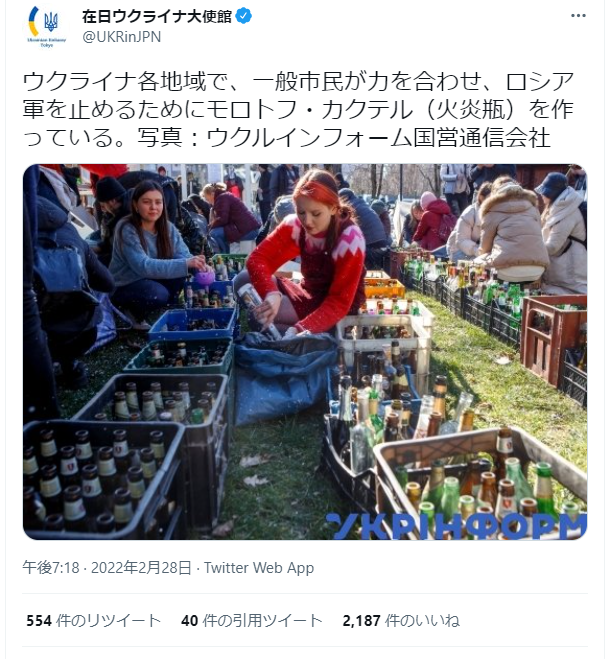 在日ウクライナ大使館
@UKRinJPN
ウクライナ各地域で、一般市民が力を合わせ、ロシア
軍を止めるためにモロトフ・カクテル（火炎瓶）を作
っている。写真：ウクルインフォーム国営通信会社
УКРІНФОРМ
午後7:18 · 2022年2月28日 · Twitter Web App
554 件のリツイート 40 件の引用ツイート 2,187 件のいいね